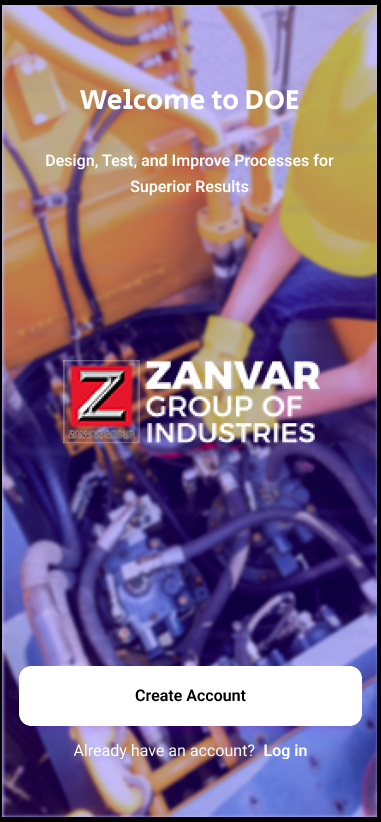 Welcome to DOE
Design, Test, and Improve Processes for
Superior Results
Z
ZANVAR
GROUP OF
INDUSTRIES
Create Account
Already have an account? Log in